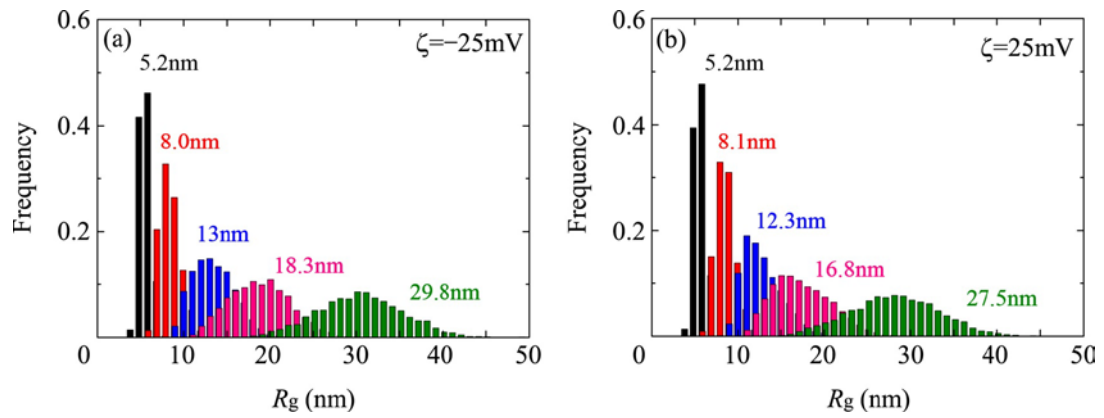 (a)
ζ=−25mV
5.2nm
8.0nm
13nm
18.3nm
29.8nm
Frequency
0.6
0.4
0.2
0
10
20
30
40
50
Rg (nm)
(b)
ζ=25mV
5.2nm
8.1nm
12.3nm
16.8nm
27.5nm
Frequency
0.6
0.4
0.2
0
10
20
30
40
50
Rg (nm)